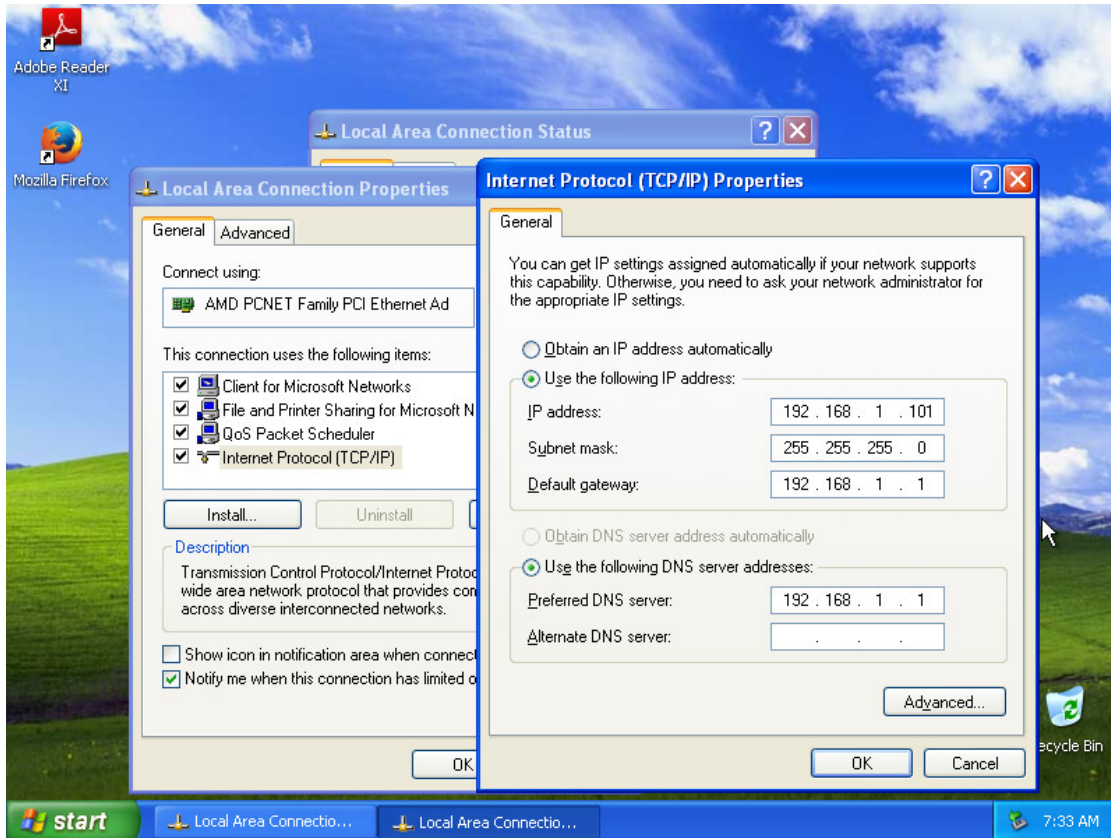 Adobe Reader
XI
Mozilla Firefox
Local Area Connection Status
Local Area Connection Properties
General
Advanced
Connect using:
AMD PCNET Family PCI Ethernet Ad
This connection uses the following items:
Client for Microsoft Networks
File and Printer Sharing for Microsoft N
QoS Packet Scheduler
Internet Protocol (TCP/IP)
Install...
Uninstall
Description
Transmission Control Protocol/Internet Protoc
wide area network protocol that provides con
across diverse interconnected networks.
Show icon in notification area when connect
Notify me when this connection has limited o
OK
Internet Protocol (TCP/IP) Properties
General
You can get IP settings assigned automatically if your network supports
this capability. Otherwise, you need to ask your network administrator for
the appropriate IP settings.
Obtain an IP address automatically
Use the following IP address:
IP address: 192 . 168 . 1 . 101
Subnet mask: 255 . 255 . 255 . 0
Default gateway: 192 . 168 . 1 . 1
Obtain DNS server address automatically
Use the following DNS server addresses:
Preferred DNS server: 192 . 168 . 1 . 1
Alternate DNS server: . . .
Advanced...
OK
Cancel
ecycle Bin
start
Local Area Connectio...
Local Area Connectio...
7:33 AM